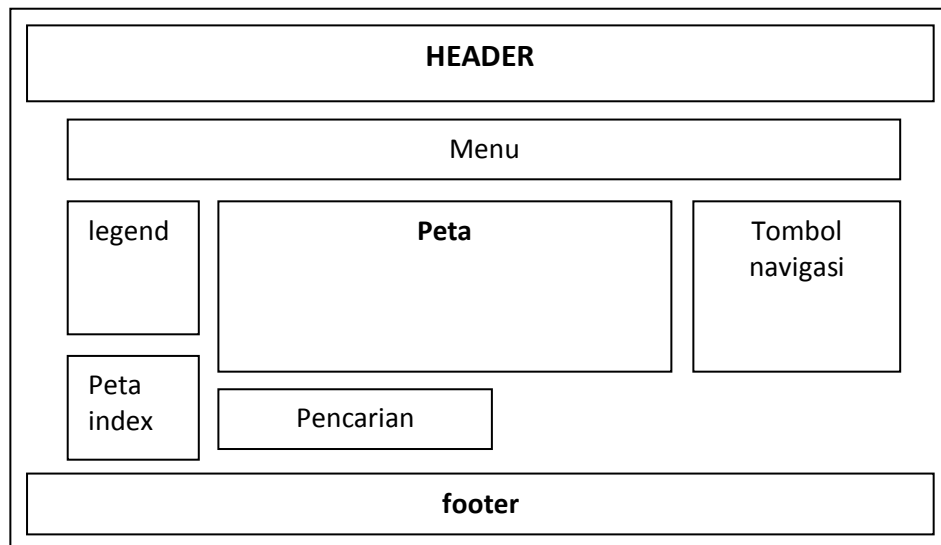 HEADER
Menu
legend
Peta
Tombol
navigasi
Peta
index
Pencarian
footer